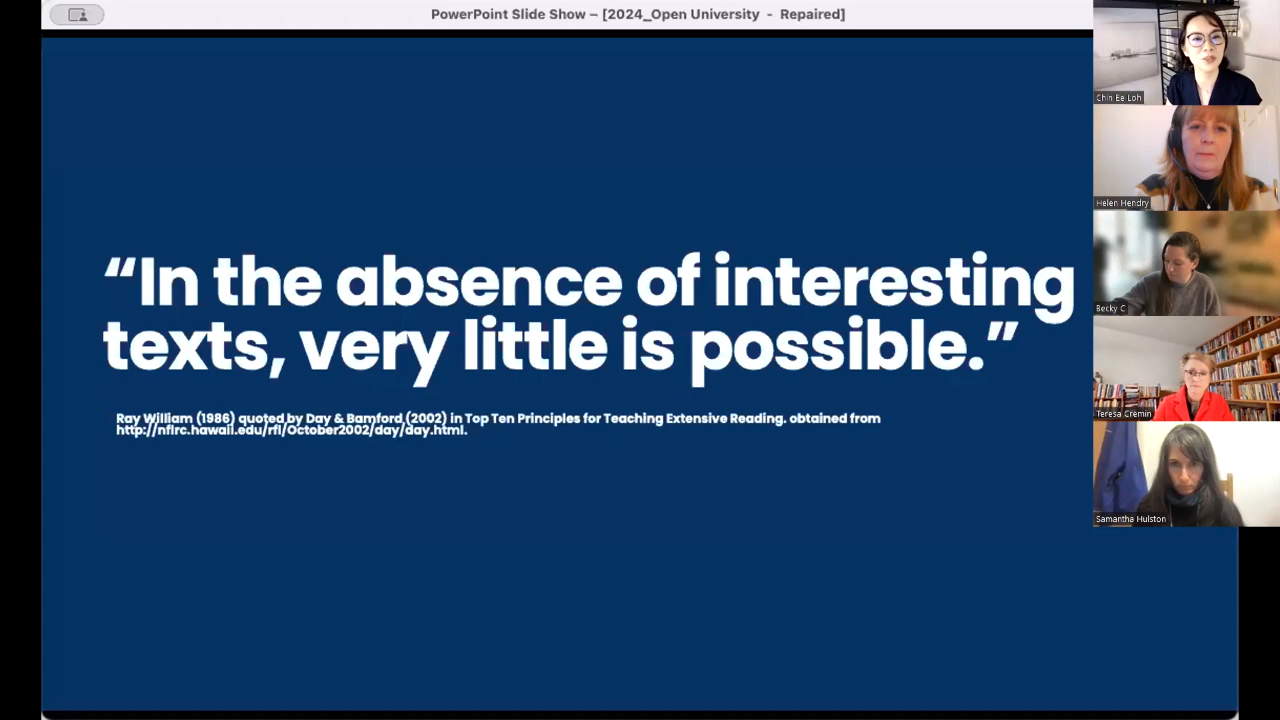 PowerPoint Slide Show – [2024_Open University - Repaired]
“In the absence of interesting
texts, very little is possible.”
Ray William (1986) quoted by Day & Bamford (2002) in Top Ten Principles for Teaching Extensive Reading. obtained from
http://nflrc.hawaii.edu/rfl/October2002/day/day.html.
Chin Ee Loh
Helen Hendry
Becky C
Teresa Cremin
Samantha Hulston